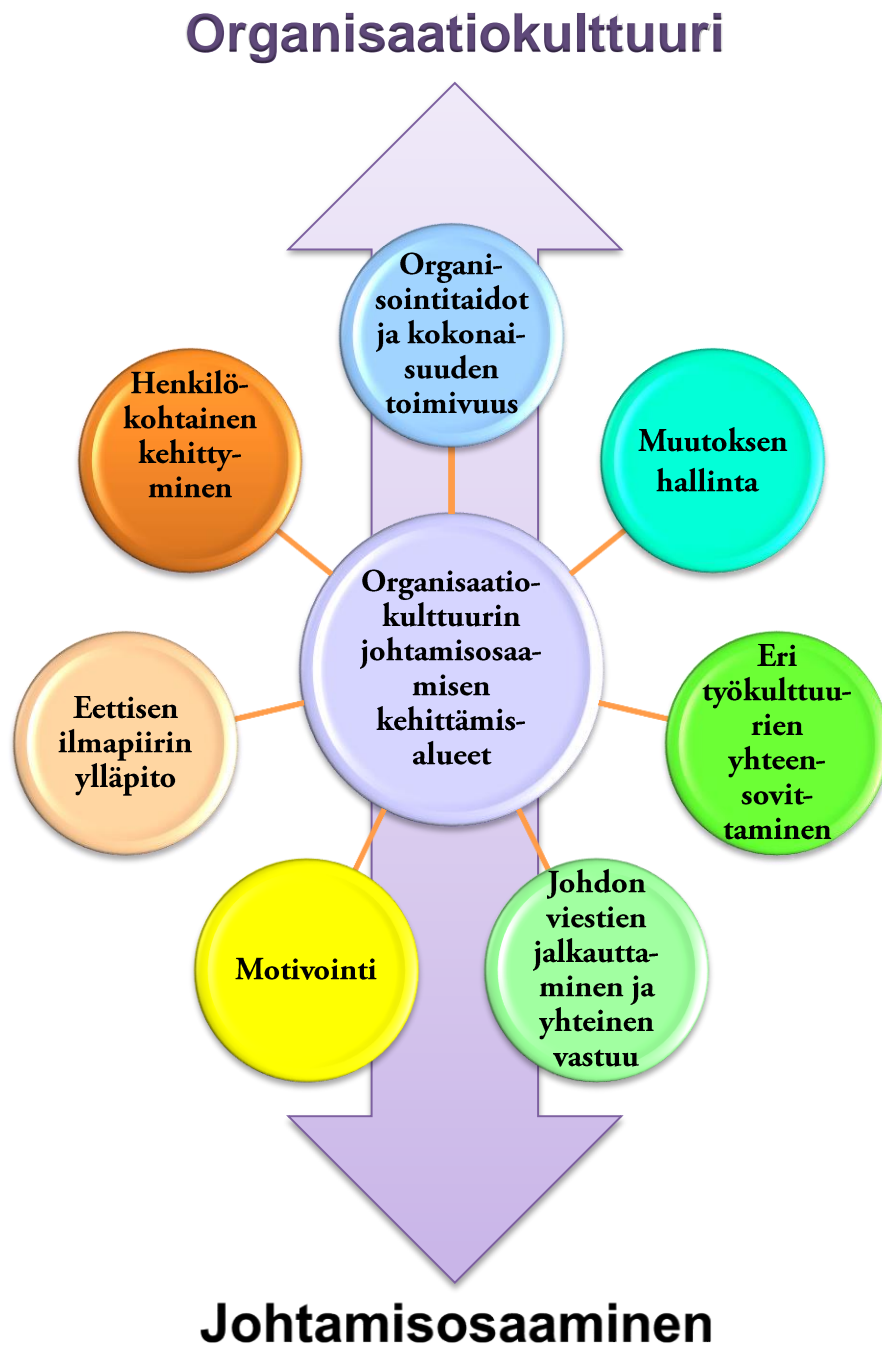 Organisaatiokulttuuri
Organi-
sointitaidot
ja kokonai-
suuden
toimivuus
Henkilö-
kohtainen
kehitty-
minen
Muutoksen
hallinta
Organisaatio-
kulttuurin
johtamisosaa-
misen
kehittämis-
alueet
Eettisen
ilmapiirin
ylläpito
Eri
työkulttuu-
rien
yhteen-
sovit-
taminen
Motivointi
Johdon
viestien
jalkautta-
minen ja
yhteinen
vastuu
Johtamisosaaminen